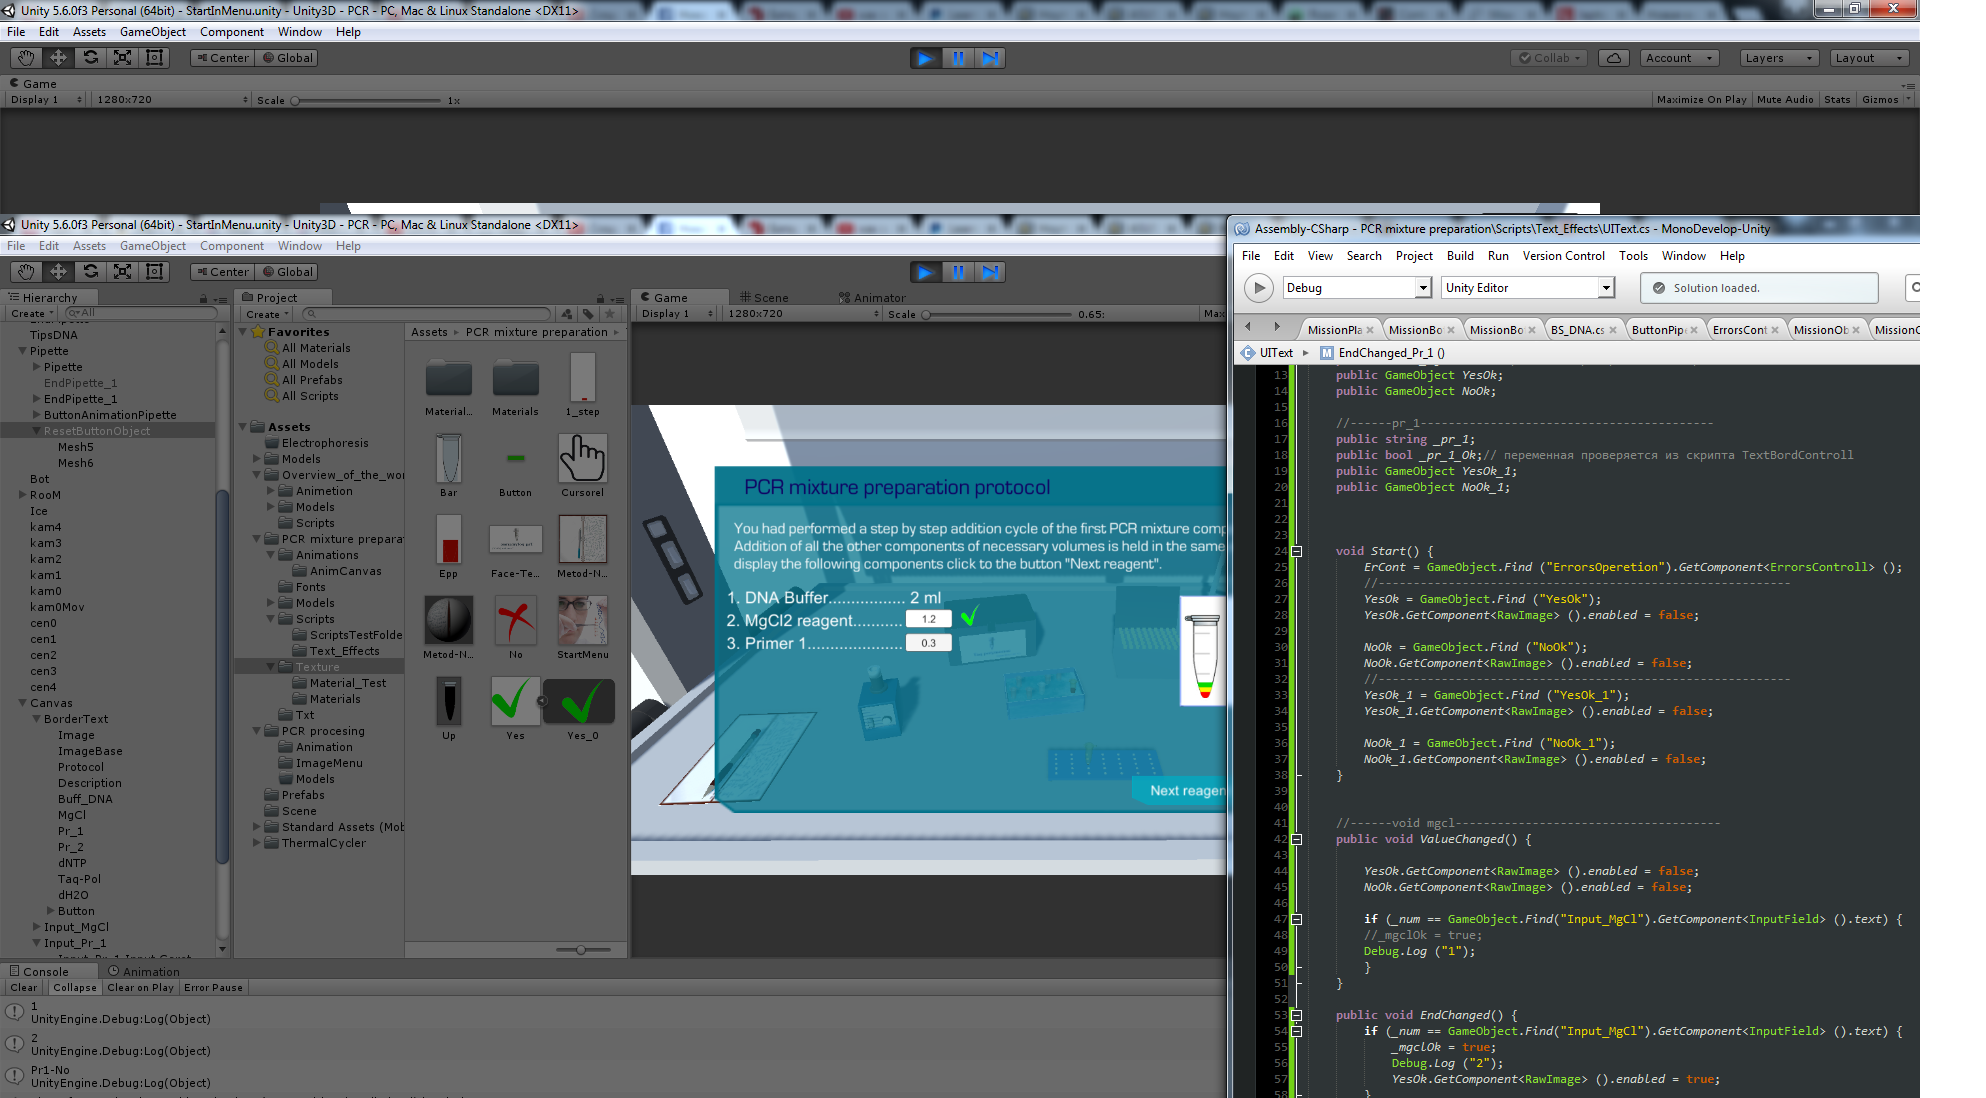 Unity 5.6.0f3 Personal (64bit) - StartInMenu.unity - Unity3D - PCR - PC, Mac & Linux Standalone <DX11>
File Edit Assets GameObject Component Window Help
Center Global Collab Account Layers Layout
Game
Display 1 1280x720 Scale 1x Maximize On Play Mute Audio Stats Gizmos
Unity 5.6.0f3 Personal (64bit) - StartInMenu.unity - Unity3D - PCR - PC, Mac & Linux Standalone <DX11>
File Edit Assets GameObject Component Window Help
Center Global
Hierarchy
Create All
TipsDNA
Pipette
Pipette
EndPipette_1
EndPipette_1
ButtonAnimationPipette
ResetButtonObject
Mesh5
Mesh6
Bot
RooM
Ice
kam4
kam3
kam2
kam1
kam0
kam0Mov
cen0
cen1
cen2
cen3
cen4
Canvas
BorderText
Image
ImageBase
Protocol
Description
Buff_DNA
MgCl
Pr_1
Pr_2
dNTP
Taq-Pol
dH2O
Button
Input_MgCl
Input_Pr_1
Project
Create
Favorites
All Materials
All Models
All Prefabs
All Scripts
Assets
Electrophoresis
Models
Overview_of_the_wor
Animetion
Models
Scripts
PCR mixture preparat
Animations
AnimCanvas
Fonts
Models
Scripts
ScriptsTestFolde
Text_Effects
Texture
Material_Test
Materials
Txt
PCR procesing
Animation
ImageMenu
Models
Prefabs
Scene
Standard Assets (Mob
ThermalCycler
Assets PCR mixture preparation
Material... Materials 1_step
Bar Button Cursorel
Epp Face-Te... Metod-N...
Metod-N... No StartMenu
Up Yes Yes_0
Game Scene Animator
Display 1 1280x720 Scale 0.65: Max
PCR mixture preparation protocol
You had performed a step by step addition cycle of the first PCR mixture comp
Addition of all the other components of necessary volumes is held in the same
display the following components click to the button "Next reagent".
1. DNA Buffer................. 2 ml
2. MgCl2 reagent........... 1.2
3. Primer 1..................... 0.3
Next reagen
Console Animation
Clear Collapse Clear on Play Error Pause
1
UnityEngine.Debug:Log(Object)
2
UnityEngine.Debug:Log(Object)
Pr1-No
UnityEngine.Debug:Log(Object)
Assembly-CSharp - PCR mixture preparation\Scripts\Text_Effects\UIText.cs - MonoDevelop-Unity
File Edit View Search Project Build Run Version Control Tools Window Help
Debug Unity Editor Solution loaded.
MissionPla MissionBo MissionBo BS_DNA.cs ButtonPip ErrorsCont MissionOb MissionC
UIText EndChanged_Pr_1 ()
13 public GameObject YesOk;
14 public GameObject NoOk;
15
16 //------pr_1------------------------------------------
17 public string _pr_1;
18 public bool _pr_1_Ok;// переменная проверяется из скрипта TextBordControll
19 public GameObject YesOk_1;
20 public GameObject NoOk_1;
21
22
23
24 void Start() {
25 ErCont = GameObject.Find ("ErrorsOperetion").GetComponent<ErrorsControll> ();
26 //-----------------------------------------------------------
27 YesOk = GameObject.Find ("YesOk");
28 YesOk.GetComponent<RawImage> ().enabled = false;
29
30 NoOk = GameObject.Find ("NoOk");
31 NoOk.GetComponent<RawImage> ().enabled = false;
32 //-----------------------------------------------------------
33 YesOk_1 = GameObject.Find ("YesOk_1");
34 YesOk_1.GetComponent<RawImage> ().enabled = false;
35
36 NoOk_1 = GameObject.Find ("NoOk_1");
37 NoOk_1.GetComponent<RawImage> ().enabled = false;
38 }
39
40
41 //------void mgcl--------------------------------------
42 public void ValueChanged() {
43
44 YesOk.GetComponent<RawImage> ().enabled = false;
45 NoOk.GetComponent<RawImage> ().enabled = false;
46
47 if (_num == GameObject.Find("Input_MgCl").GetComponent<InputField> ().text) {
48 //_mgclOk = true;
49 Debug.Log ("1");
50 }
51 }
52
53 public void EndChanged() {
54 if (_num == GameObject.Find("Input_MgCl").GetComponent<InputField> ().text) {
55 _mgclOk = true;
56 Debug.Log ("2");
57 YesOk.GetComponent<RawImage> ().enabled = true;
58 }